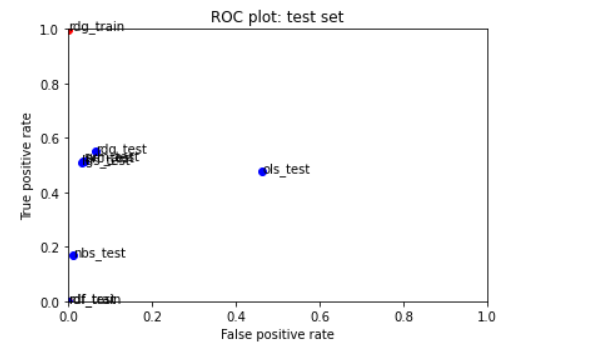 ROC plot: test set
1.0
rdg_train
0.8
0.6
rdg_test
ols_test
0.4
0.2
nbs_test
0.0
0.0
0.2
0.4
0.6
0.8
1.0
True positive rate
False positive rate